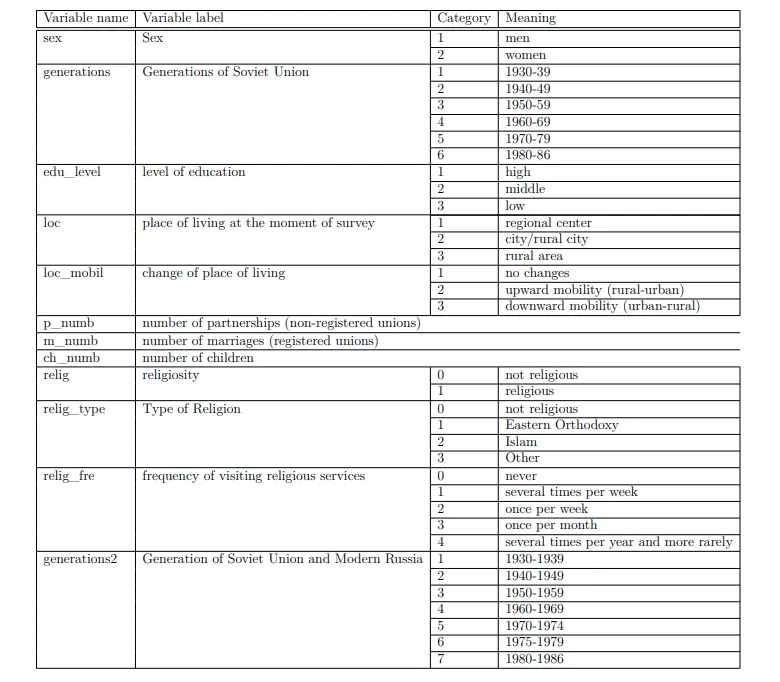 Variable name Variable label Category Meaning
sex Sex 1 men
2 women
generations Generations of Soviet Union 1 1930-39
2 1940-49
3 1950-59
4 1960-69
5 1970-79
6 1980-86
edu_level level of education 1 high
2 middle
3 low
loc place of living at the moment of survey 1 regional center
2 city/rural city
3 rural area
loc_mobil change of place of living 1 no changes
2 upward mobility (rural-urban)
3 downward mobility (urban-rural)
p_numb number of partnerships (non-registered unions)
m_numb number of marriages (registered unions)
ch_numb number of children
relig religiosity 0 not religious
1 religious
relig_type Type of Religion 0 not religious
1 Eastern Orthodoxy
2 Islam
3 Other
relig_fre frequency of visiting religious services 0 never
1 several times per week
2 once per week
3 once per month
4 several times per year and more rarely
generations2 Generation of Soviet Union and Modern Russia 1 1930-1939
2 1940-1949
3 1950-1959
4 1960-1969
5 1970-1974
6 1975-1979
7 1980-1986